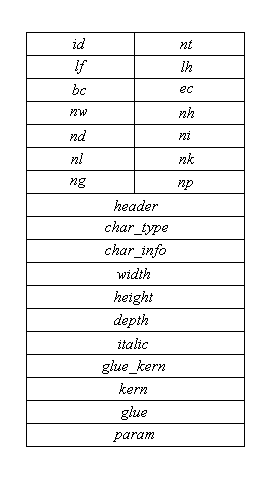 id nt
lf lh
bc ec
nw nh
nd ni
nl nk
ng np
header
char_type
char_info
width
height
depth
italic
glue_kern
kern
glue
param